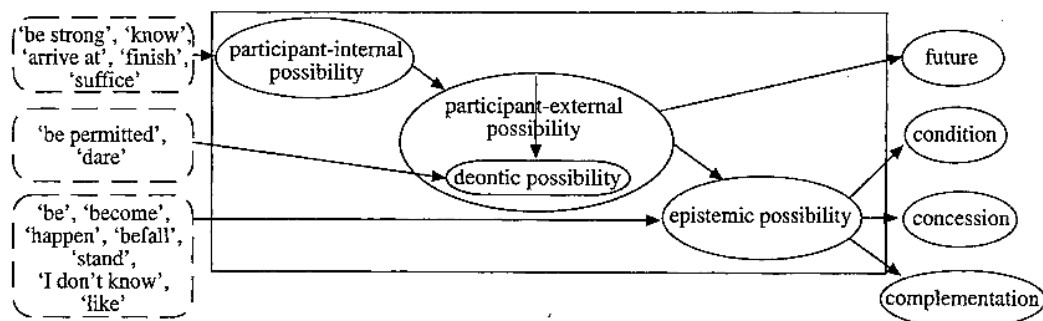 ‘be strong’, ‘know’,
‘arrive at’, ‘finish’,
‘suffice’
participant-internal
possibility
future
participant-external
possibility
‘be permitted’,
‘dare’
condition
deontic possibility
‘be’, ‘become’,
‘happen’, ‘befall’,
‘stand’,
‘I don’t know’,
‘like’
epistemic possibility
concession
complementation